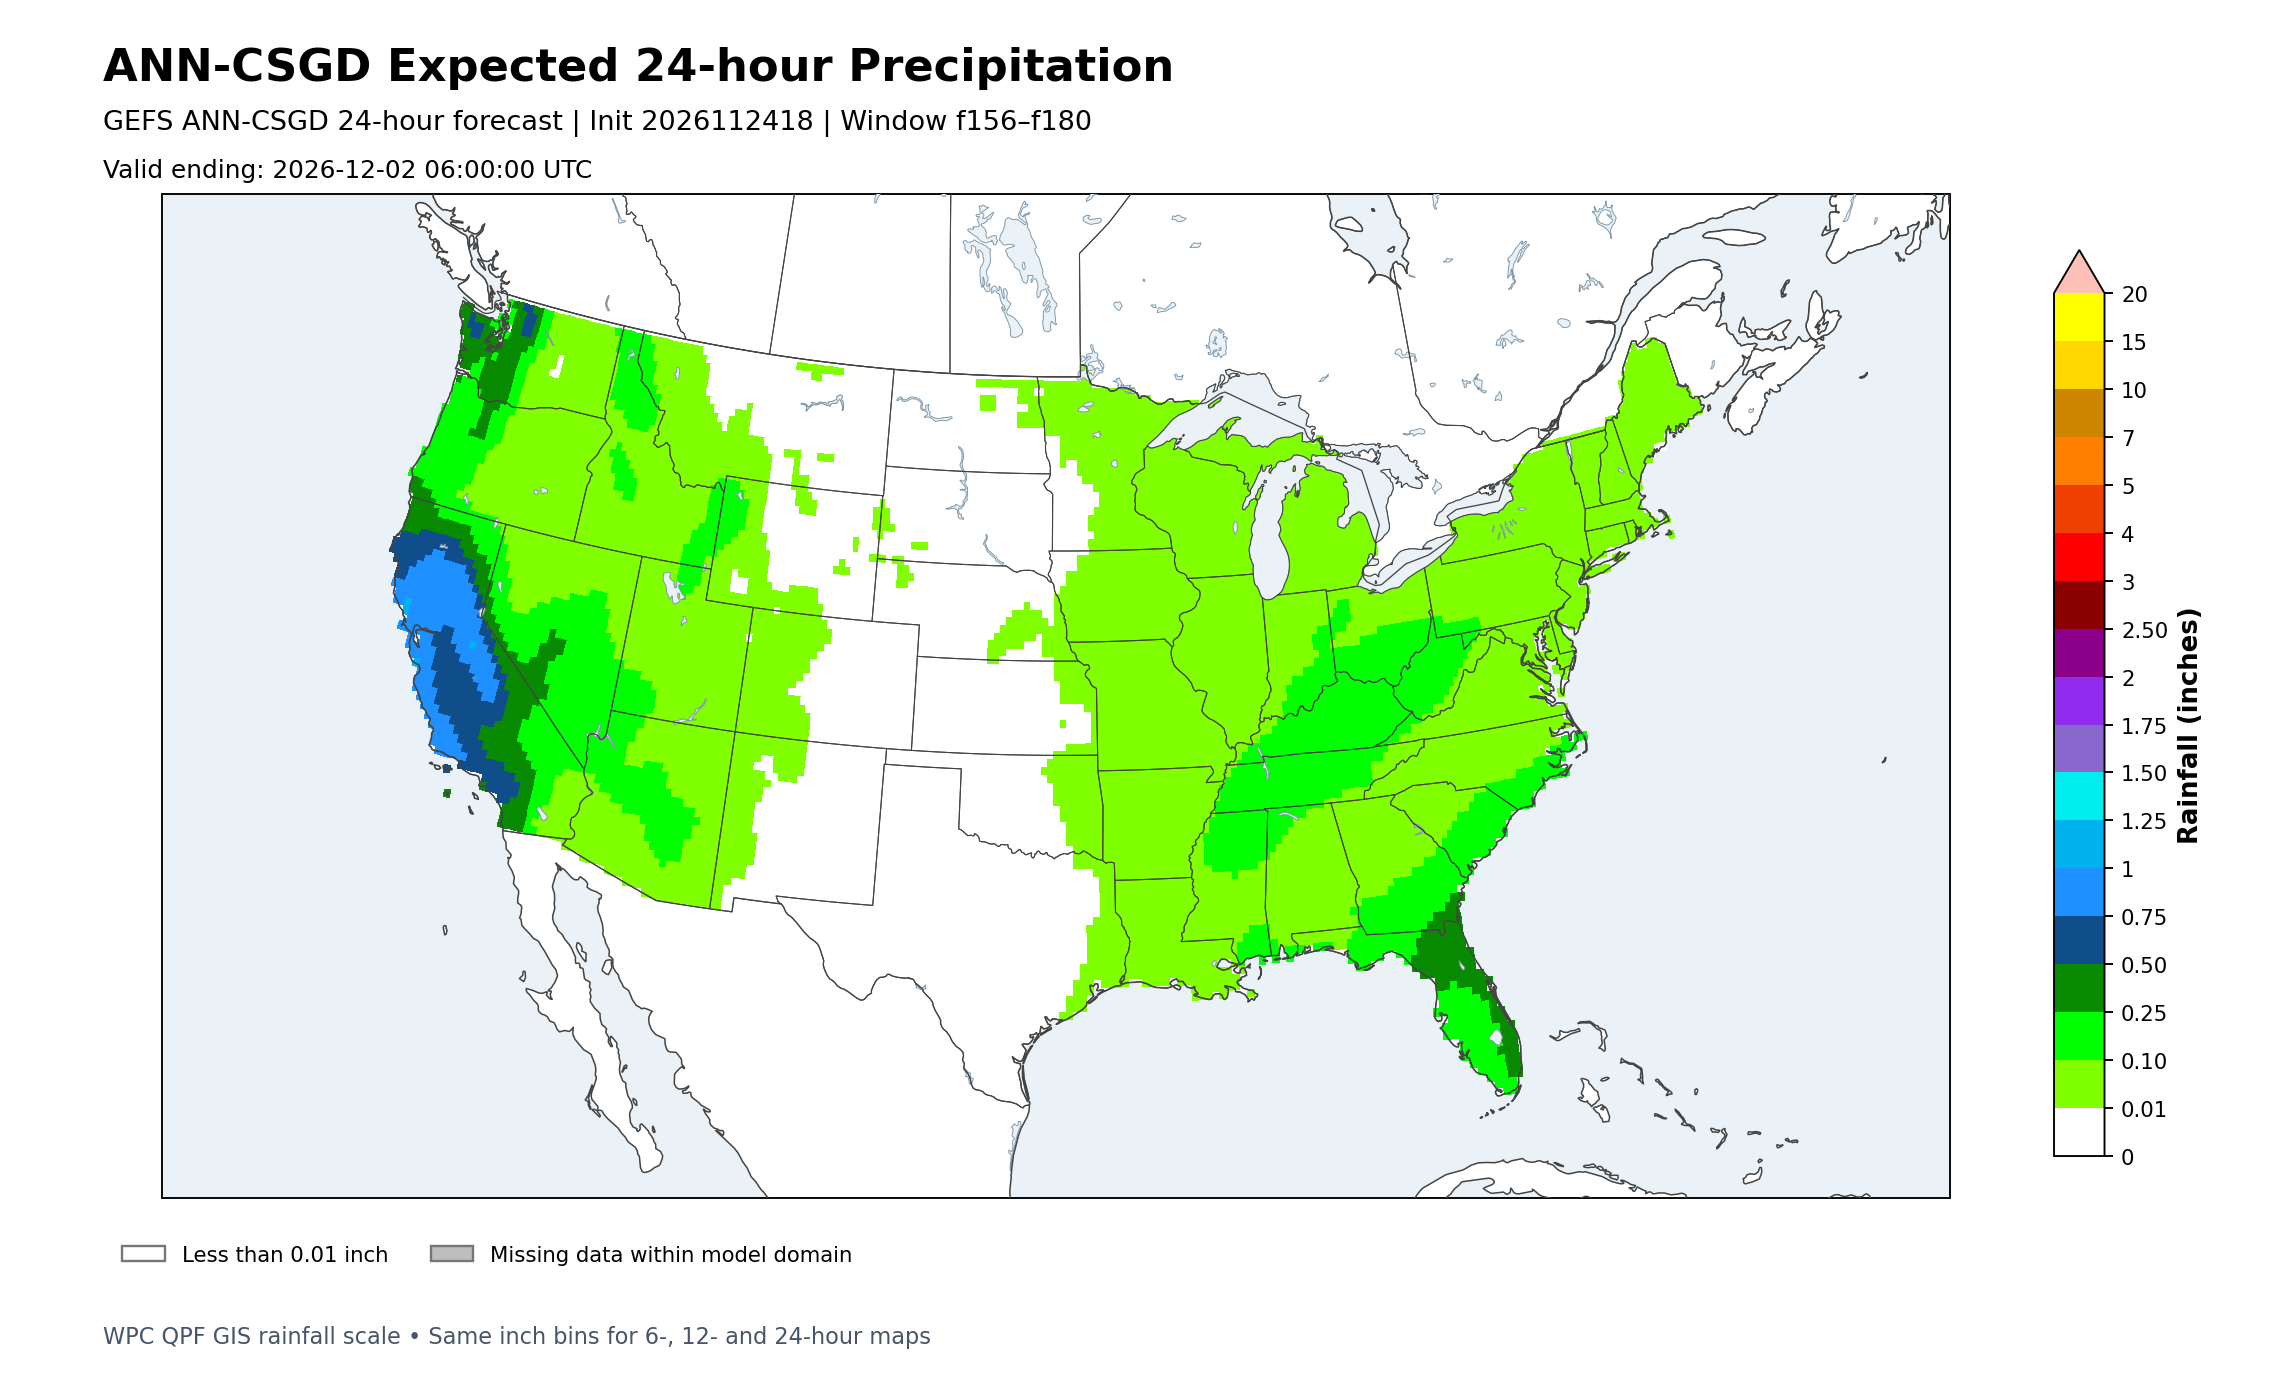 ANN-CSGD Expected 24-hour Precipitation
GEFS ANN-CSGD 24-hour forecast | Init 2026112418 | Window f156–f180
Valid ending: 2026-12-02 06:00:00 UTC
20
15
10
7
5
4
3
2.50
2
1.75
1.50
1.25
1
0.75
0.50
0.25
0.10
0.01
0
Rainfall (inches)
Less than 0.01 inch
Missing data within model domain
WPC QPF GIS rainfall scale • Same inch bins for 6-, 12- and 24-hour maps